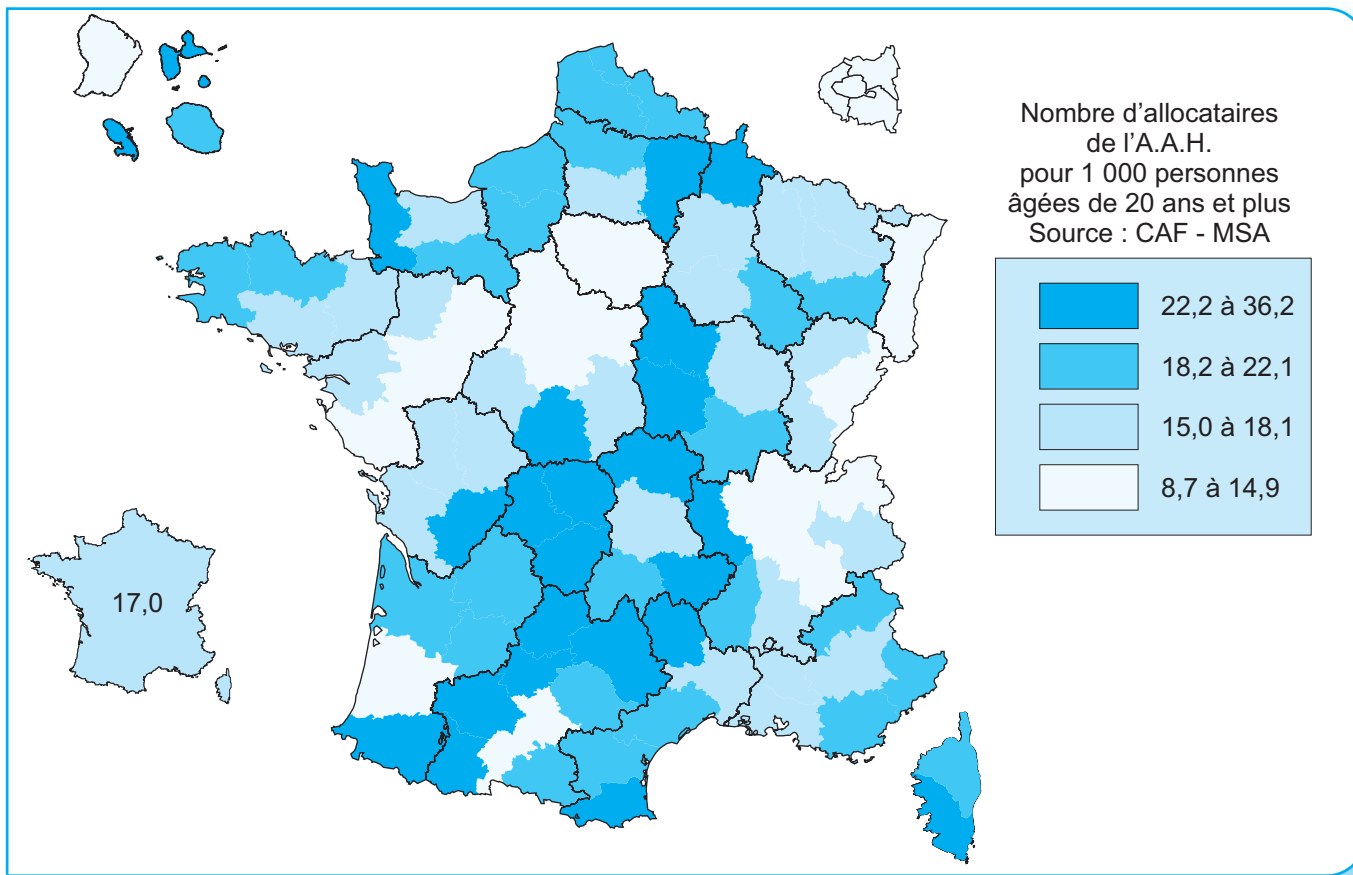 Nombre d’allocataires
de l’A.A.H.
pour 1 000 personnes
âgées de 20 ans et plus
Source : CAF - MSA
22,2 à 36,2
18,2 à 22,1
15,0 à 18,1
8,7 à 14,9
17,0